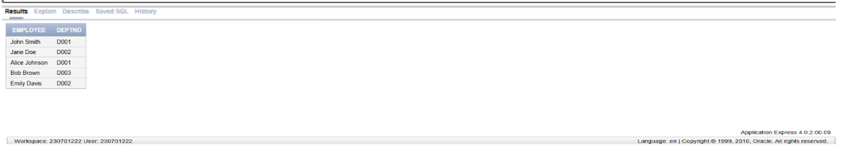 Results Explain Describe Saved SQL History
EMPLOYEE DEPTNO
John Smith D001
Jane Doe D002
Alice Johnson D001
Bob Brown D003
Emily Davis D002
Application Express 4.0.2.00.09
Workspace: 230701222 User: 230701222 Language: en | Copyright © 1999, 2010, Oracle. All rights reserved.